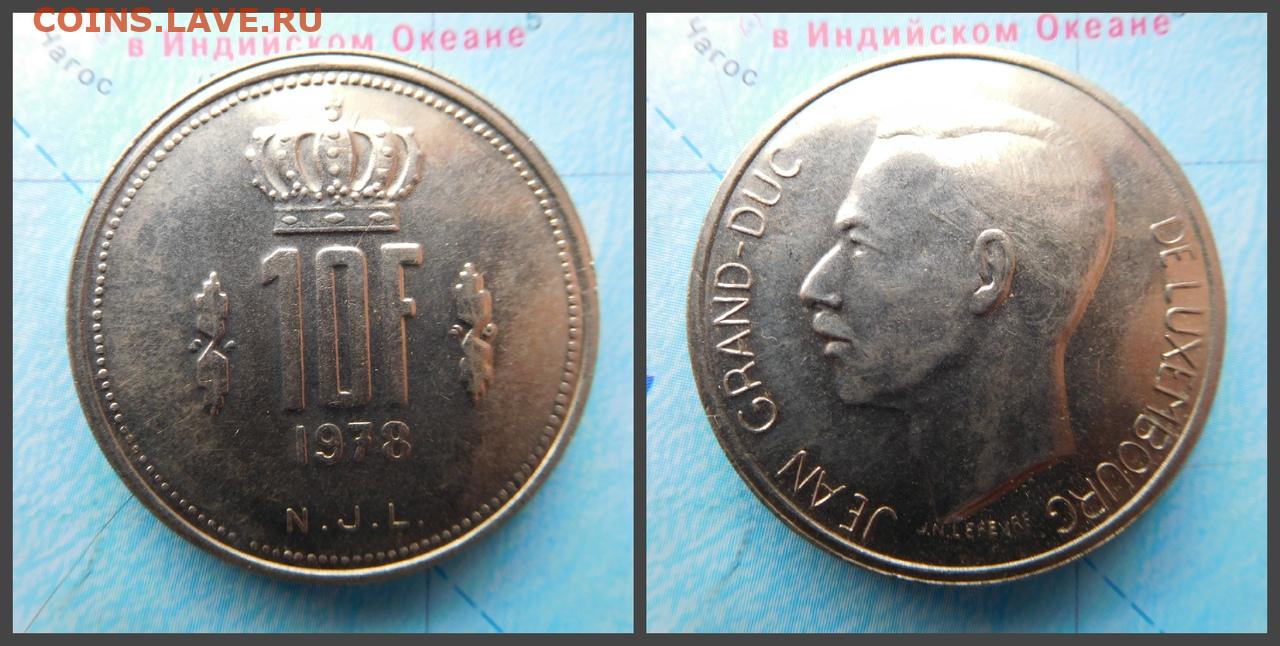 COINS.LAVE.RU
в Индийском Океане
Чагос
10F
1978
N.J.L.
в Индийском Океане
Чагос
JEAN GRAND-DUC DE LUXEMBOURG
J.N.LEFEVRE